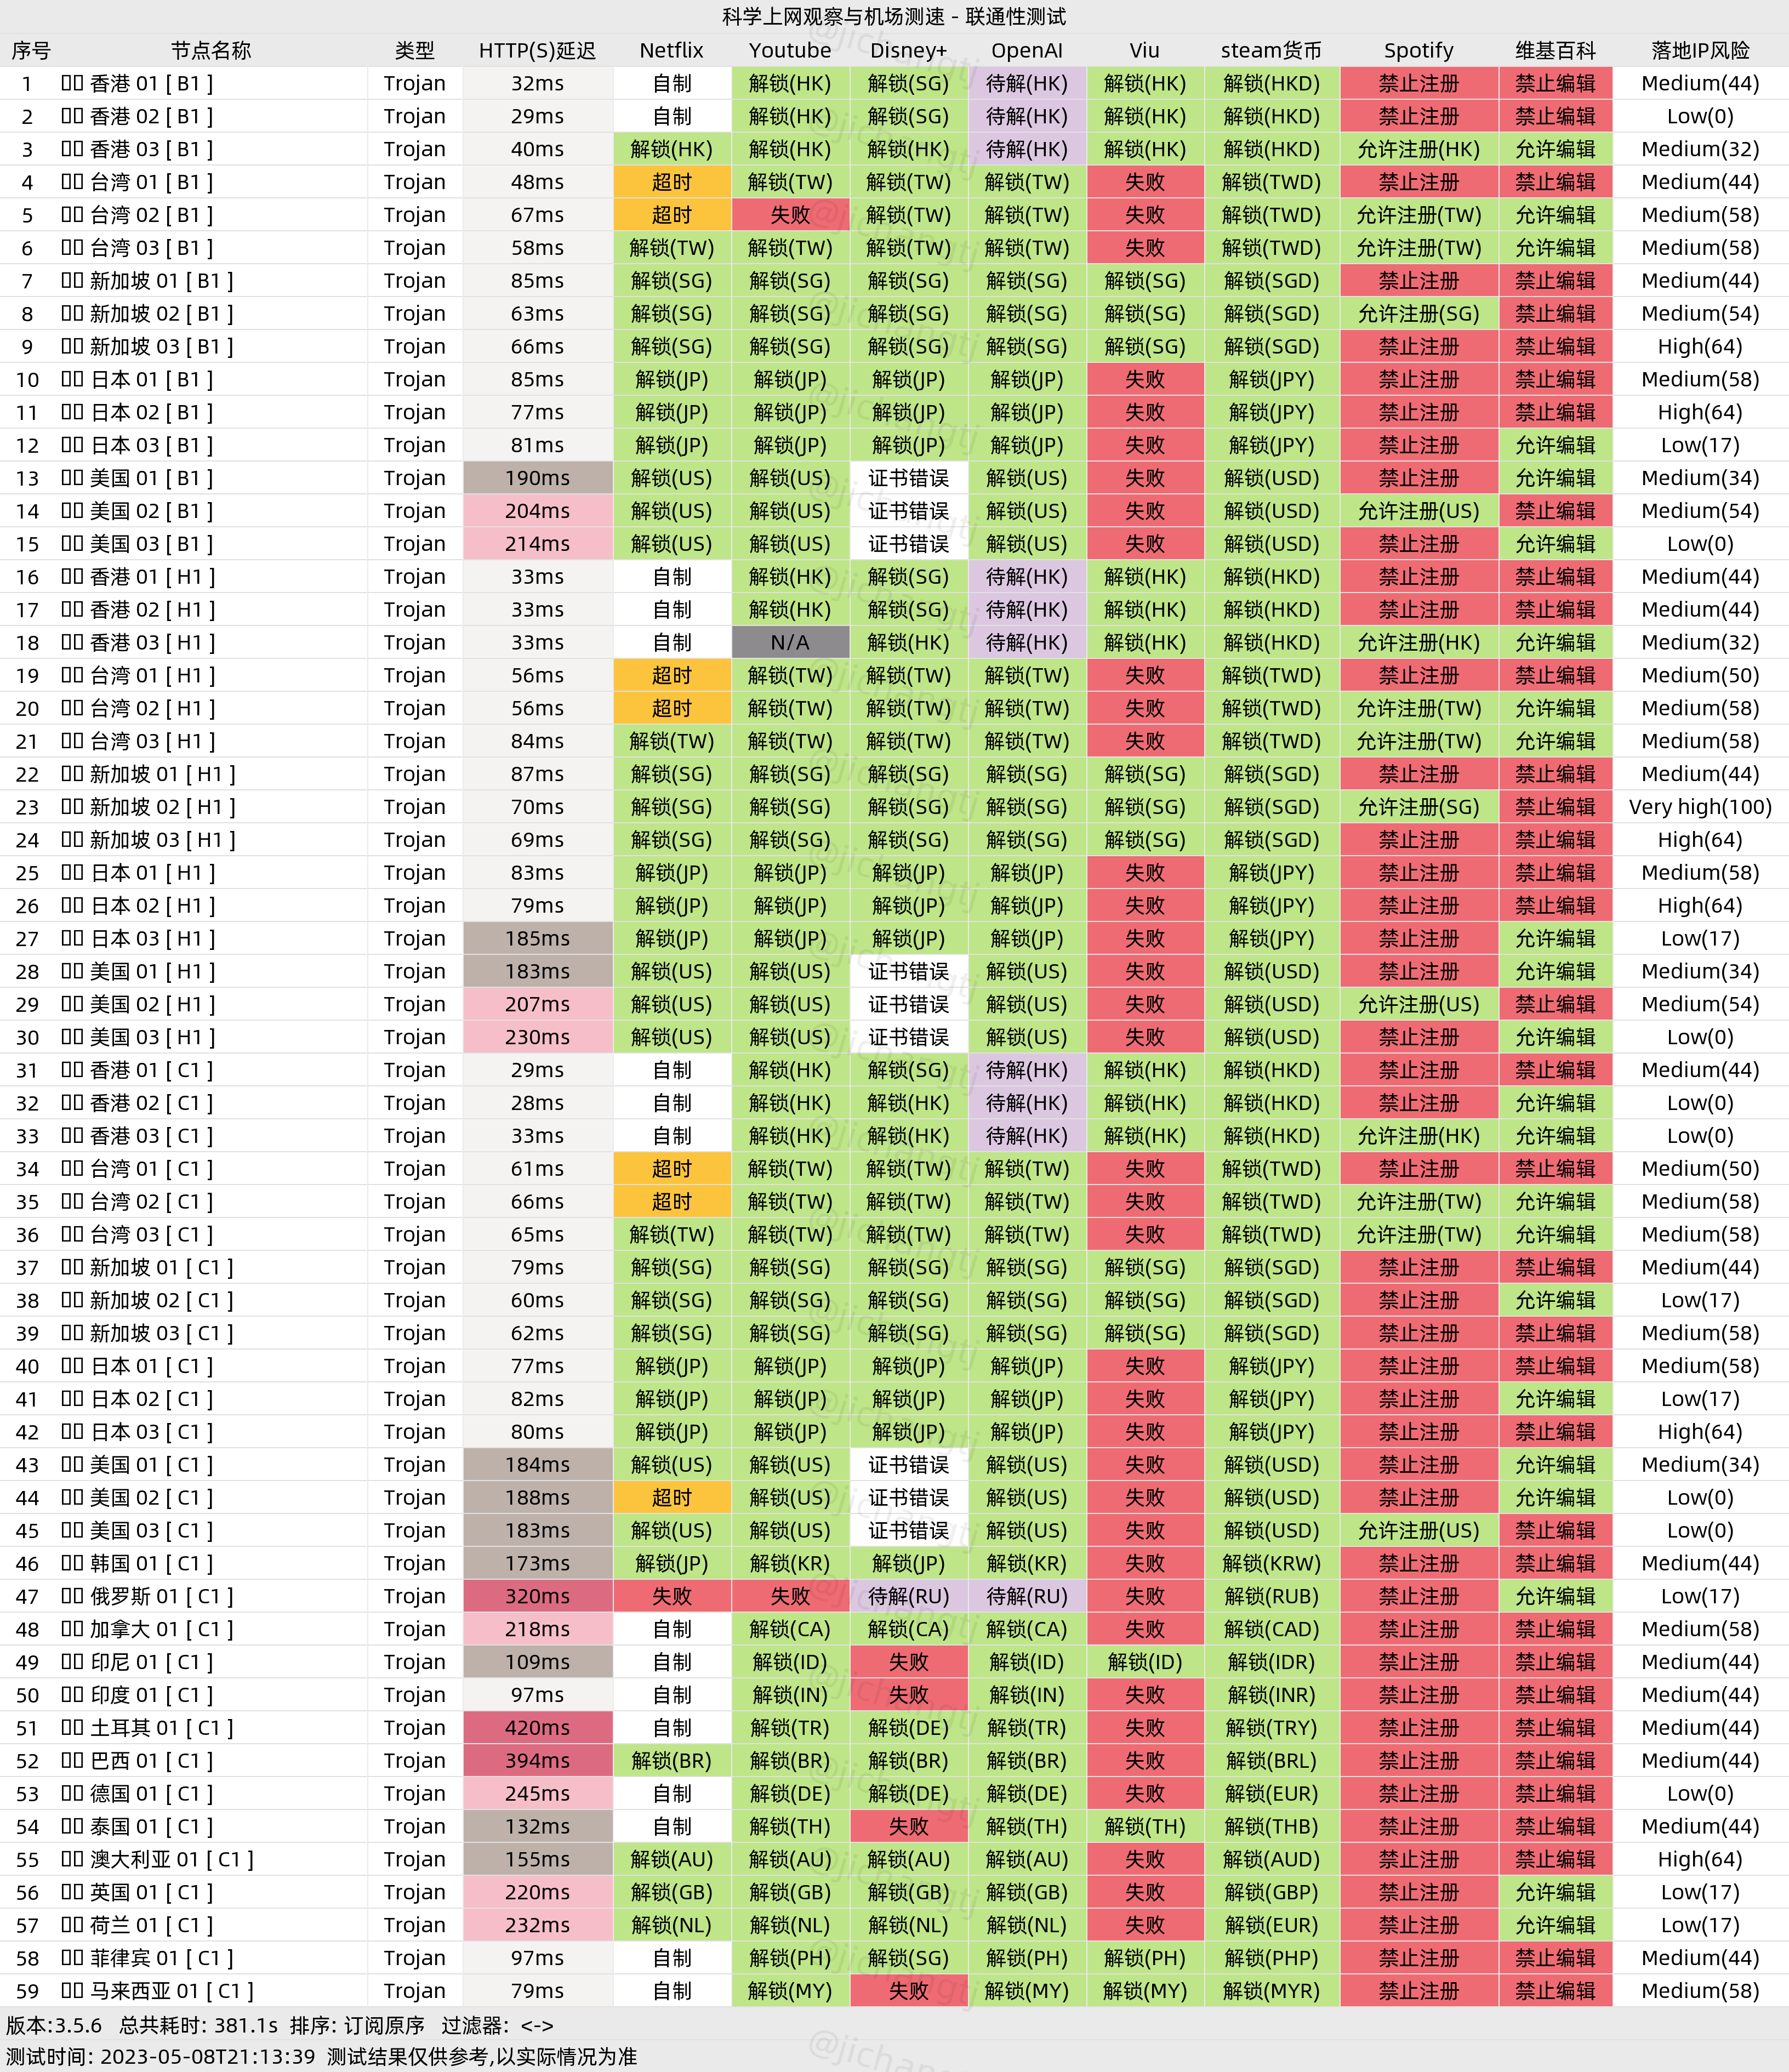 科学上网观察与机场测速 - 联通性测试
序号 节点名称 类型 HTTP(S)延迟 Netflix Youtube Disney+ OpenAI Viu steam货币 Spotify 维基百科 落地IP风险
1 香港 01 [ B1 ] Trojan 32ms 自制 解锁(HK) 解锁(SG) 待解(HK) 解锁(HK) 解锁(HKD) 禁止注册 禁止编辑 Medium(44)
2 香港 02 [ B1 ] Trojan 29ms 自制 解锁(HK) 解锁(SG) 待解(HK) 解锁(HK) 解锁(HKD) 禁止注册 禁止编辑 Low(0)
3 香港 03 [ B1 ] Trojan 40ms 解锁(HK) 解锁(HK) 解锁(HK) 待解(HK) 解锁(HK) 解锁(HKD) 允许注册(HK) 允许编辑 Medium(32)
4 台湾 01 [ B1 ] Trojan 48ms 超时 解锁(TW) 解锁(TW) 解锁(TW) 失败 解锁(TWD) 禁止注册 禁止编辑 Medium(44)
5 台湾 02 [ B1 ] Trojan 67ms 超时 失败 解锁(TW) 解锁(TW) 失败 解锁(TWD) 允许注册(TW) 允许编辑 Medium(58)
6 台湾 03 [ B1 ] Trojan 58ms 解锁(TW) 解锁(TW) 解锁(TW) 解锁(TW) 失败 解锁(TWD) 允许注册(TW) 允许编辑 Medium(58)
7 新加坡 01 [ B1 ] Trojan 85ms 解锁(SG) 解锁(SG) 解锁(SG) 解锁(SG) 解锁(SG) 解锁(SGD) 禁止注册 禁止编辑 Medium(44)
8 新加坡 02 [ B1 ] Trojan 63ms 解锁(SG) 解锁(SG) 解锁(SG) 解锁(SG) 解锁(SG) 解锁(SGD) 允许注册(SG) 禁止编辑 Medium(54)
9 新加坡 03 [ B1 ] Trojan 66ms 解锁(SG) 解锁(SG) 解锁(SG) 解锁(SG) 解锁(SG) 解锁(SGD) 禁止注册 禁止编辑 High(64)
10 日本 01 [ B1 ] Trojan 85ms 解锁(JP) 解锁(JP) 解锁(JP) 解锁(JP) 失败 解锁(JPY) 禁止注册 禁止编辑 Medium(58)
11 日本 02 [ B1 ] Trojan 77ms 解锁(JP) 解锁(JP) 解锁(JP) 解锁(JP) 失败 解锁(JPY) 禁止注册 禁止编辑 High(64)
12 日本 03 [ B1 ] Trojan 81ms 解锁(JP) 解锁(JP) 解锁(JP) 解锁(JP) 失败 解锁(JPY) 禁止注册 允许编辑 Low(17)
13 美国 01 [ B1 ] Trojan 190ms 解锁(US) 解锁(US) 证书错误 解锁(US) 失败 解锁(USD) 禁止注册 允许编辑 Medium(34)
14 美国 02 [ B1 ] Trojan 204ms 解锁(US) 解锁(US) 证书错误 解锁(US) 失败 解锁(USD) 允许注册(US) 禁止编辑 Medium(54)
15 美国 03 [ B1 ] Trojan 214ms 解锁(US) 解锁(US) 证书错误 解锁(US) 失败 解锁(USD) 禁止注册 允许编辑 Low(0)
16 香港 01 [ H1 ] Trojan 33ms 自制 解锁(HK) 解锁(SG) 待解(HK) 解锁(HK) 解锁(HKD) 禁止注册 禁止编辑 Medium(44)
17 香港 02 [ H1 ] Trojan 33ms 自制 解锁(HK) 解锁(SG) 待解(HK) 解锁(HK) 解锁(HKD) 禁止注册 禁止编辑 Medium(44)
18 香港 03 [ H1 ] Trojan 33ms 自制 N/A 解锁(HK) 待解(HK) 解锁(HK) 解锁(HKD) 允许注册(HK) 允许编辑 Medium(32)
19 台湾 01 [ H1 ] Trojan 56ms 超时 解锁(TW) 解锁(TW) 解锁(TW) 失败 解锁(TWD) 禁止注册 禁止编辑 Medium(50)
20 台湾 02 [ H1 ] Trojan 56ms 超时 解锁(TW) 解锁(TW) 解锁(TW) 失败 解锁(TWD) 允许注册(TW) 允许编辑 Medium(58)
21 台湾 03 [ H1 ] Trojan 84ms 解锁(TW) 解锁(TW) 解锁(TW) 解锁(TW) 失败 解锁(TWD) 允许注册(TW) 允许编辑 Medium(58)
22 新加坡 01 [ H1 ] Trojan 87ms 解锁(SG) 解锁(SG) 解锁(SG) 解锁(SG) 解锁(SG) 解锁(SGD) 禁止注册 禁止编辑 Medium(44)
23 新加坡 02 [ H1 ] Trojan 70ms 解锁(SG) 解锁(SG) 解锁(SG) 解锁(SG) 解锁(SG) 解锁(SGD) 允许注册(SG) 禁止编辑 Very high(100)
24 新加坡 03 [ H1 ] Trojan 69ms 解锁(SG) 解锁(SG) 解锁(SG) 解锁(SG) 解锁(SG) 解锁(SGD) 禁止注册 禁止编辑 High(64)
25 日本 01 [ H1 ] Trojan 83ms 解锁(JP) 解锁(JP) 解锁(JP) 解锁(JP) 失败 解锁(JPY) 禁止注册 禁止编辑 Medium(58)
26 日本 02 [ H1 ] Trojan 79ms 解锁(JP) 解锁(JP) 解锁(JP) 解锁(JP) 失败 解锁(JPY) 禁止注册 禁止编辑 High(64)
27 日本 03 [ H1 ] Trojan 185ms 解锁(JP) 解锁(JP) 解锁(JP) 解锁(JP) 失败 解锁(JPY) 禁止注册 允许编辑 Low(17)
28 美国 01 [ H1 ] Trojan 183ms 解锁(US) 解锁(US) 证书错误 解锁(US) 失败 解锁(USD) 禁止注册 允许编辑 Medium(34)
29 美国 02 [ H1 ] Trojan 207ms 解锁(US) 解锁(US) 证书错误 解锁(US) 失败 解锁(USD) 允许注册(US) 禁止编辑 Medium(54)
30 美国 03 [ H1 ] Trojan 230ms 解锁(US) 解锁(US) 证书错误 解锁(US) 失败 解锁(USD) 禁止注册 允许编辑 Low(0)
31 香港 01 [ C1 ] Trojan 29ms 自制 解锁(HK) 解锁(SG) 待解(HK) 解锁(HK) 解锁(HKD) 禁止注册 禁止编辑 Medium(44)
32 香港 02 [ C1 ] Trojan 28ms 自制 解锁(HK) 解锁(HK) 待解(HK) 解锁(HK) 解锁(HKD) 禁止注册 允许编辑 Low(0)
33 香港 03 [ C1 ] Trojan 33ms 自制 解锁(HK) 解锁(HK) 待解(HK) 解锁(HK) 解锁(HKD) 允许注册(HK) 允许编辑 Low(0)
34 台湾 01 [ C1 ] Trojan 61ms 超时 解锁(TW) 解锁(TW) 解锁(TW) 失败 解锁(TWD) 禁止注册 禁止编辑 Medium(50)
35 台湾 02 [ C1 ] Trojan 66ms 超时 解锁(TW) 解锁(TW) 解锁(TW) 失败 解锁(TWD) 允许注册(TW) 允许编辑 Medium(58)
36 台湾 03 [ C1 ] Trojan 65ms 解锁(TW) 解锁(TW) 解锁(TW) 解锁(TW) 失败 解锁(TWD) 允许注册(TW) 允许编辑 Medium(58)
37 新加坡 01 [ C1 ] Trojan 79ms 解锁(SG) 解锁(SG) 解锁(SG) 解锁(SG) 解锁(SG) 解锁(SGD) 禁止注册 禁止编辑 Medium(44)
38 新加坡 02 [ C1 ] Trojan 60ms 解锁(SG) 解锁(SG) 解锁(SG) 解锁(SG) 解锁(SG) 解锁(SGD) 禁止注册 允许编辑 Low(17)
39 新加坡 03 [ C1 ] Trojan 62ms 解锁(SG) 解锁(SG) 解锁(SG) 解锁(SG) 解锁(SG) 解锁(SGD) 禁止注册 禁止编辑 Medium(58)
40 日本 01 [ C1 ] Trojan 77ms 解锁(JP) 解锁(JP) 解锁(JP) 解锁(JP) 失败 解锁(JPY) 禁止注册 禁止编辑 Medium(58)
41 日本 02 [ C1 ] Trojan 82ms 解锁(JP) 解锁(JP) 解锁(JP) 解锁(JP) 失败 解锁(JPY) 禁止注册 允许编辑 Low(17)
42 日本 03 [ C1 ] Trojan 80ms 解锁(JP) 解锁(JP) 解锁(JP) 解锁(JP) 失败 解锁(JPY) 禁止注册 禁止编辑 High(64)
43 美国 01 [ C1 ] Trojan 184ms 解锁(US) 解锁(US) 证书错误 解锁(US) 失败 解锁(USD) 禁止注册 允许编辑 Medium(34)
44 美国 02 [ C1 ] Trojan 188ms 超时 解锁(US) 证书错误 解锁(US) 失败 解锁(USD) 禁止注册 允许编辑 Low(0)
45 美国 03 [ C1 ] Trojan 183ms 解锁(US) 解锁(US) 证书错误 解锁(US) 失败 解锁(USD) 允许注册(US) 禁止编辑 Low(0)
46 韩国 01 [ C1 ] Trojan 173ms 解锁(JP) 解锁(KR) 解锁(JP) 解锁(KR) 失败 解锁(KRW) 禁止注册 禁止编辑 Medium(44)
47 俄罗斯 01 [ C1 ] Trojan 320ms 失败 失败 待解(RU) 待解(RU) 失败 解锁(RUB) 禁止注册 允许编辑 Low(17)
48 加拿大 01 [ C1 ] Trojan 218ms 自制 解锁(CA) 解锁(CA) 解锁(CA) 失败 解锁(CAD) 禁止注册 禁止编辑 Medium(58)
49 印尼 01 [ C1 ] Trojan 109ms 自制 解锁(ID) 失败 解锁(ID) 解锁(ID) 解锁(IDR) 禁止注册 禁止编辑 Medium(44)
50 印度 01 [ C1 ] Trojan 97ms 自制 解锁(IN) 失败 解锁(IN) 失败 解锁(INR) 禁止注册 禁止编辑 Medium(44)
51 土耳其 01 [ C1 ] Trojan 420ms 自制 解锁(TR) 解锁(DE) 解锁(TR) 失败 解锁(TRY) 禁止注册 禁止编辑 Medium(44)
52 巴西 01 [ C1 ] Trojan 394ms 解锁(BR) 解锁(BR) 解锁(BR) 解锁(BR) 失败 解锁(BRL) 禁止注册 禁止编辑 Medium(44)
53 德国 01 [ C1 ] Trojan 245ms 自制 解锁(DE) 解锁(DE) 解锁(DE) 失败 解锁(EUR) 禁止注册 禁止编辑 Low(0)
54 泰国 01 [ C1 ] Trojan 132ms 自制 解锁(TH) 失败 解锁(TH) 解锁(TH) 解锁(THB) 禁止注册 禁止编辑 Medium(44)
55 澳大利亚 01 [ C1 ] Trojan 155ms 解锁(AU) 解锁(AU) 解锁(AU) 解锁(AU) 失败 解锁(AUD) 禁止注册 禁止编辑 High(64)
56 英国 01 [ C1 ] Trojan 220ms 解锁(GB) 解锁(GB) 解锁(GB) 解锁(GB) 失败 解锁(GBP) 禁止注册 允许编辑 Low(17)
57 荷兰 01 [ C1 ] Trojan 232ms 解锁(NL) 解锁(NL) 解锁(NL) 解锁(NL) 失败 解锁(EUR) 禁止注册 允许编辑 Low(17)
58 菲律宾 01 [ C1 ] Trojan 97ms 自制 解锁(PH) 解锁(SG) 解锁(PH) 解锁(PH) 解锁(PHP) 禁止注册 禁止编辑 Medium(44)
59 马来西亚 01 [ C1 ] Trojan 79ms 自制 解锁(MY) 失败 解锁(MY) 解锁(MY) 解锁(MYR) 禁止注册 禁止编辑 Medium(58)
版本:3.5.6 总共耗时: 381.1s 排序: 订阅原序 过滤器: <->
测试时间: 2023-05-08T21:13:39 测试结果仅供参考,以实际情况为准
@jichangtj